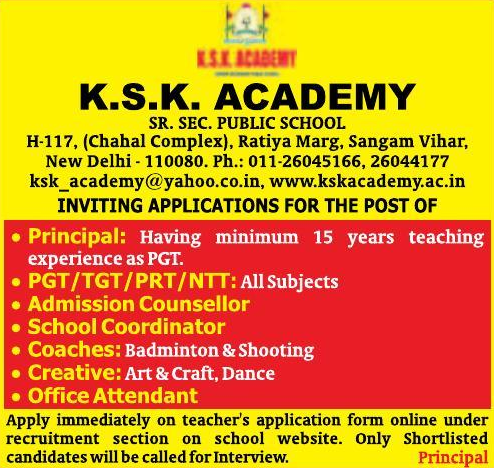 K.S.K. ACADEMY
K.S.K. ACADEMY
SR. SEC. PUBLIC SCHOOL
H-117, (Chahal Complex), Ratiya Marg, Sangam Vihar,
New Delhi - 110080. Ph.: 011-26045166, 26044177
ksk_academy@yahoo.co.in, www.kskacademy.ac.in
INVITING APPLICATIONS FOR THE POST OF
• Principal: Having minimum 15 years teaching
experience as PGT.
• PGT/TGT/PRT/NTT: All Subjects
• Admission Counsellor
• School Coordinator
• Coaches: Badminton & Shooting
• Creative: Art & Craft, Dance
• Office Attendant
Apply immediately on teacher's application form online under
recruitment section on school website. Only Shortlisted
candidates will be called for Interview. Principal